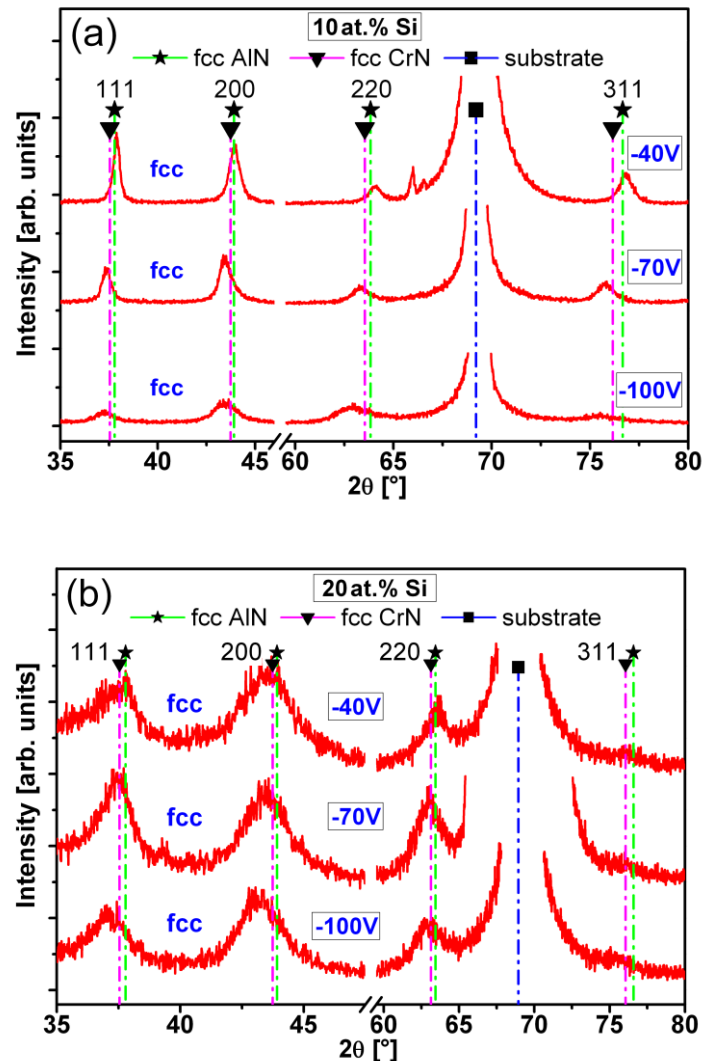 (a)
10 at.% Si
fcc AlN fcc CrN substrate
111 200 220 311
fcc fcc -40V
fcc fcc -70V
fcc fcc -100V
Intensity [arb. units]
35 40 45 60 65 70 75 80
2θ [°]
(b)
20 at.% Si
fcc AlN fcc CrN substrate
111 200 220 311
fcc -40V
fcc -70V
fcc -100V
Intensity [arb. units]
35 40 45 60 65 70 75 80
2θ [°]